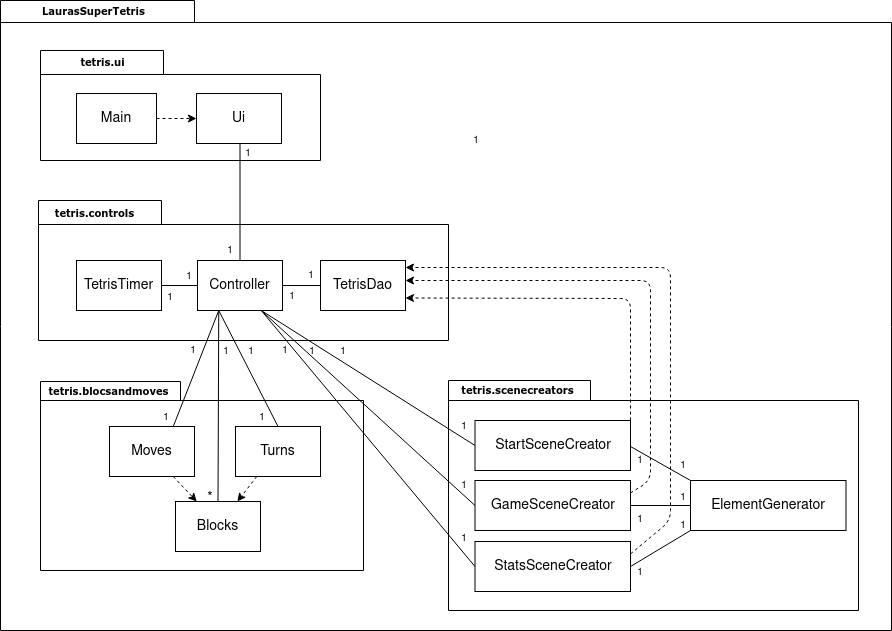 LaurasSuperTetris
tetris.ui
Main
Ui
1
1
tetris.controls
1
TetrisTimer
1
1
Controller
1
1
TetrisDao
1
1
1
1
1
1
tetris.blocsandmoves
1
1
Moves
Turns
*
Blocks
tetris.scenecreators
1
StartSceneCreator
1
1
1
GameSceneCreator
1
1
ElementGenerator
1
1
StatsSceneCreator
1